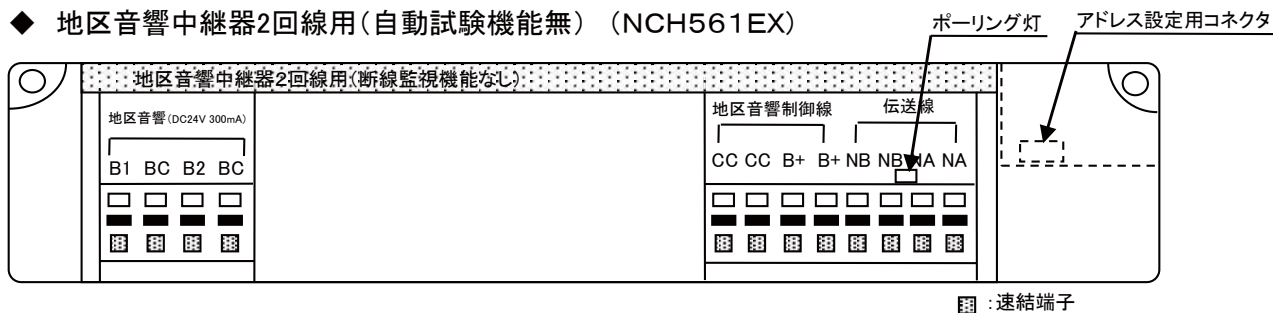 ◆ 地区音響中継器2回線用(自動試験機能無) (NCH561EX)
ポーリング灯
アドレス設定用コネクタ
地区音響中継器2回線用(断線監視機能なし)
地区音響(DC24V 300mA)
地区音響制御線
伝送線
B1 BC B2 BC
CC CC B+ B+ NB NB NA NA
:速結端子